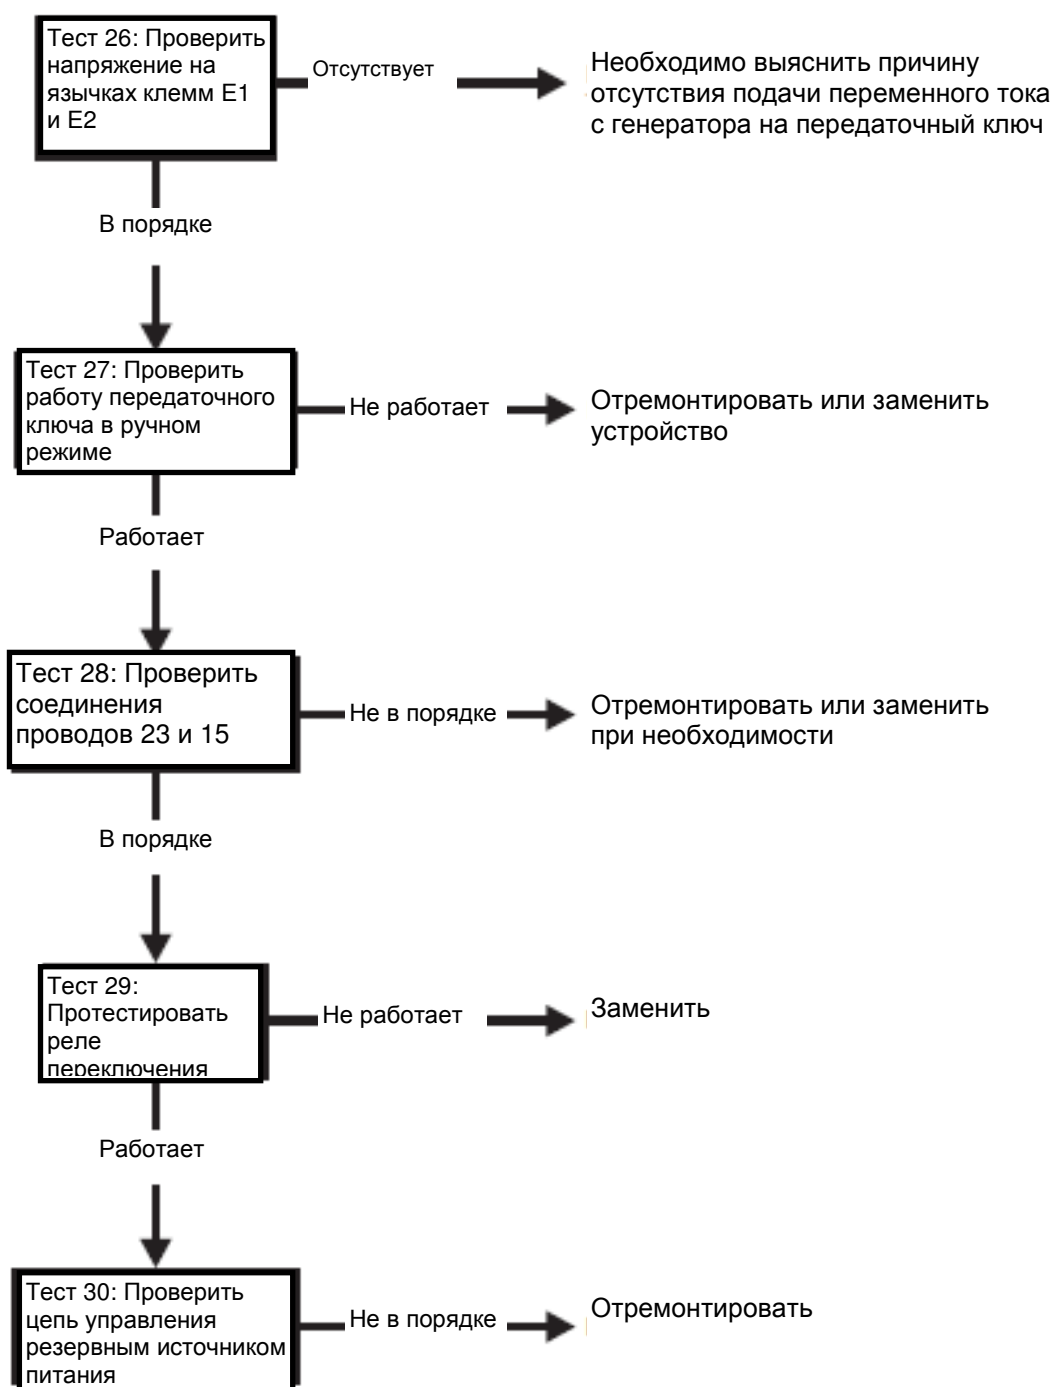 Тест 26: Проверить
напряжение на
язычках клемм E1
и E2
Отсутствует
Необходимо выяснить причину
отсутствия подачи переменного тока
с генератора на передаточный ключ
В порядке
Тест 27: Проверить
работу передаточного
ключа в ручном
режиме
Не работает
Отремонтировать или заменить
устройство
Работает
Тест 28: Проверить
соединения
проводов 23 и 15
Не в порядке
Отремонтировать или заменить
при необходимости
В порядке
Тест 29:
Протестировать
реле
переключения
Не работает
Заменить
Работает
Тест 30: Проверить
цепь управления
резервным источником
питания
Не в порядке
Отремонтировать